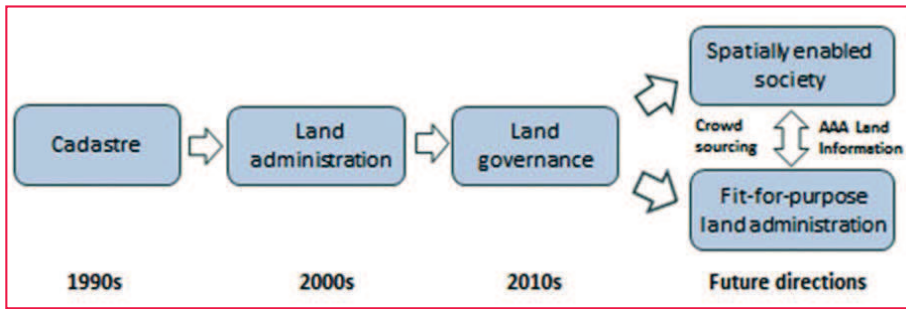 Cadastre
Land
administration
Land
governance
Spatially enabled
society
Crowd
sourcing
AAA Land
Information
Fit-for-purpose
land administration
1990s
2000s
2010s
Future directions